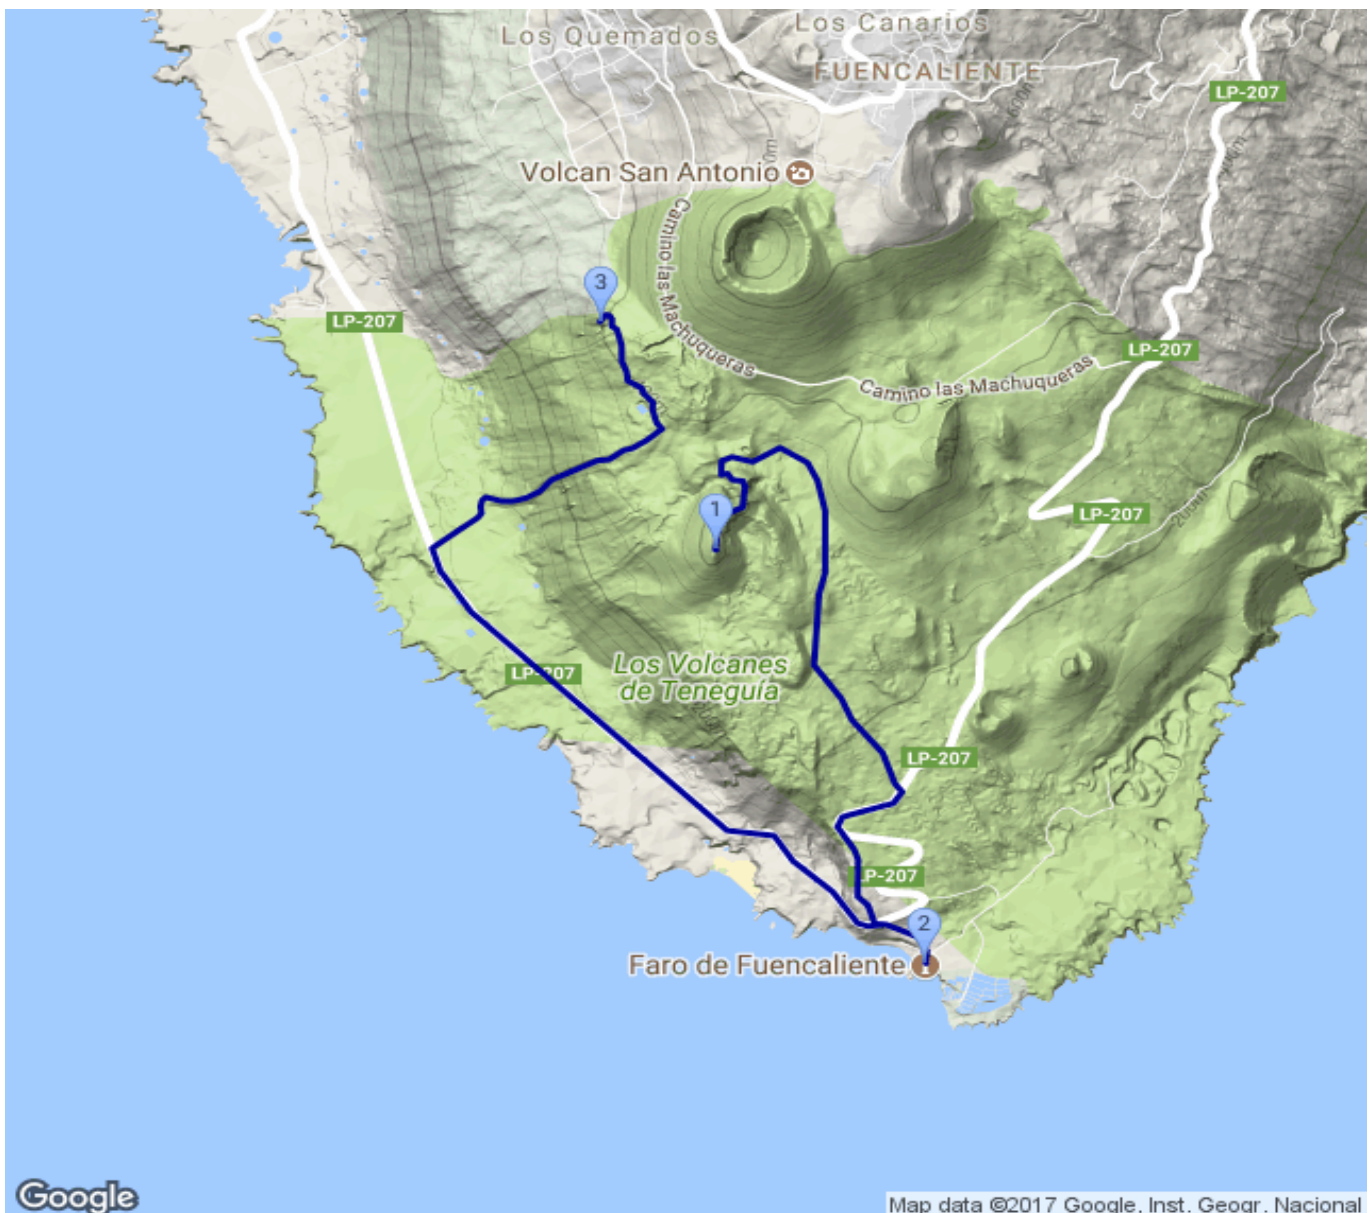 Los Canarios
Los Quemados
FUENCALIENTE
LP-207
Volcan San Antonio
Camino las Machuqueras
3
LP-207
LP-207
Camino las Machuqueras
1
LP-207
200m
Los Volcanes
de Teneguía
LP-207
LP-207
LP-207
2
Faro de Fuencaliente
Google
Map data ©2017 Google, Inst. Geogr. Nacional